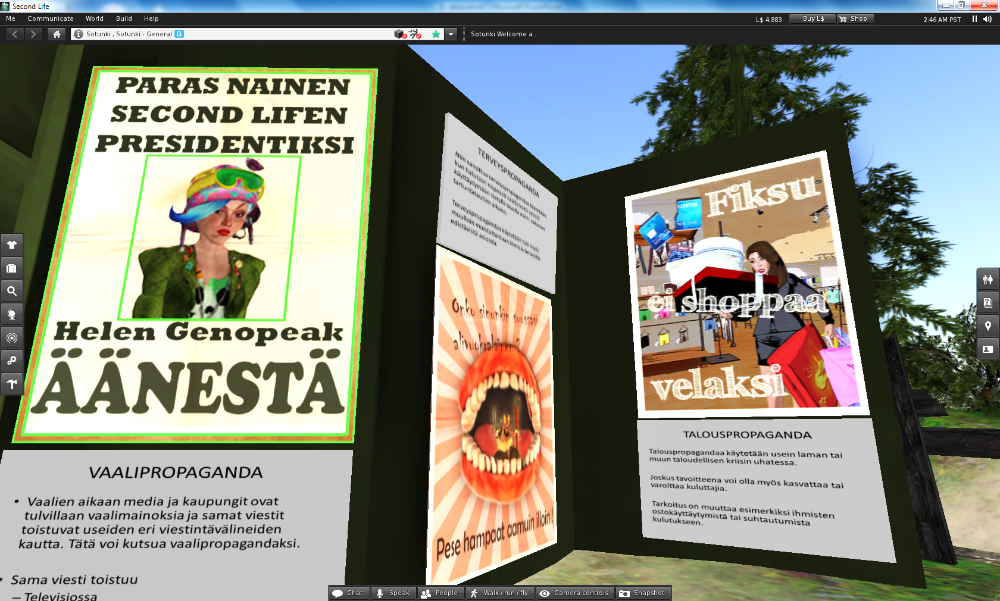 Second Life
Me Communicate World Build Help
L$ 4,883 Buy L$ Shop 2:46 AM PST
Sotunki , Sotunki - General G
Sotunki Welcome a...
PARAS NAINEN
SECOND LIFEN
PRESIDENTIKSI
Helen Genopeak
ÄÄNESTÄ
VAALIPROPAGANDA
• Vaalien aikaan media ja kaupungit ovat
tulvillaan vaalimainoksia ja samat viestit
toistuvat useiden eri viestintävälineiden
kautta. Tätä voi kutsua vaalipropagandaksi.
• Sama viesti toistuu
– Televisiossa
TERVEYSPROPAGANDA
Niin sanottua terveyspropagandaa käytetään,
kun halutaan nopeasti saada koko väestö
käyttäytymään tietyllä tavalla esim. vakavien
tartuntatautien aikana.
Terveyspropagandaa käytetään toki myös
muulloin muistuttamaan ihmisiä terveyttä
edistävistä asioista.
Onko sinunkin suussasi
alivuokralainen ?
Pese hampaat aamuin illoin !
LUOTTO
Fiksu
ei shoppaa
velaksi
TALOUSPROPAGANDA
Talouspropagandaa käytetään usein laman tai
muun taloudellisen kriisin uhatessa.
Joskus tavoitteena voi olla myös kasvattaa tai
varoittaa kuluttajia.
Tarkoitus on muuttaa esimerkiksi ihmisten
ostokäyttäytymistä tai suhtautumista
kulutukseen.
Chat Speak People Walk / run / fly Camera controls Snapshot